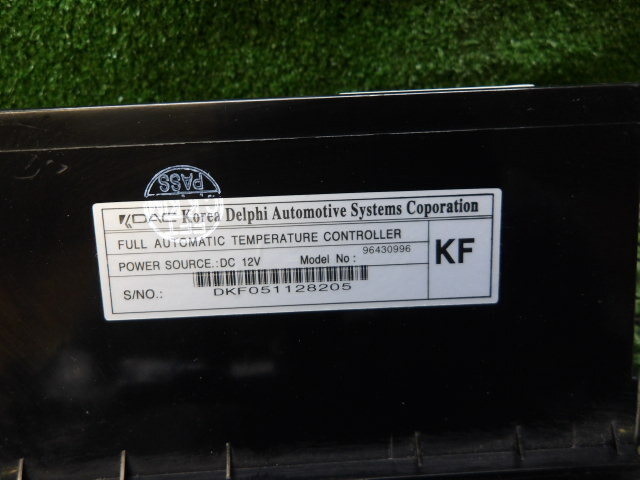 PASS
KDAC Korea Delphi Automotive Systems Coporation
FULL AUTOMATIC TEMPERATURE CONTROLLER
POWER SOURCE : DC 12V Model No : 96430996
KF
S/NO.: DKF051128205